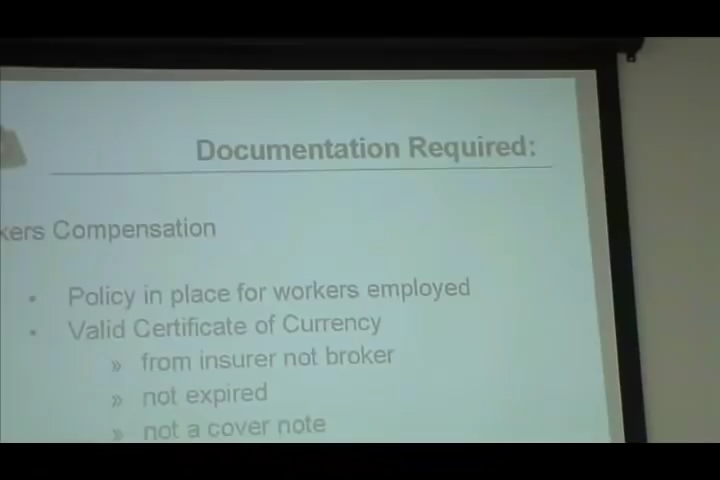 Documentation Required:
kers Compensation
• Policy in place for workers employed
• Valid Certificate of Currency
» from insurer not broker
» not expired
» not a cover note